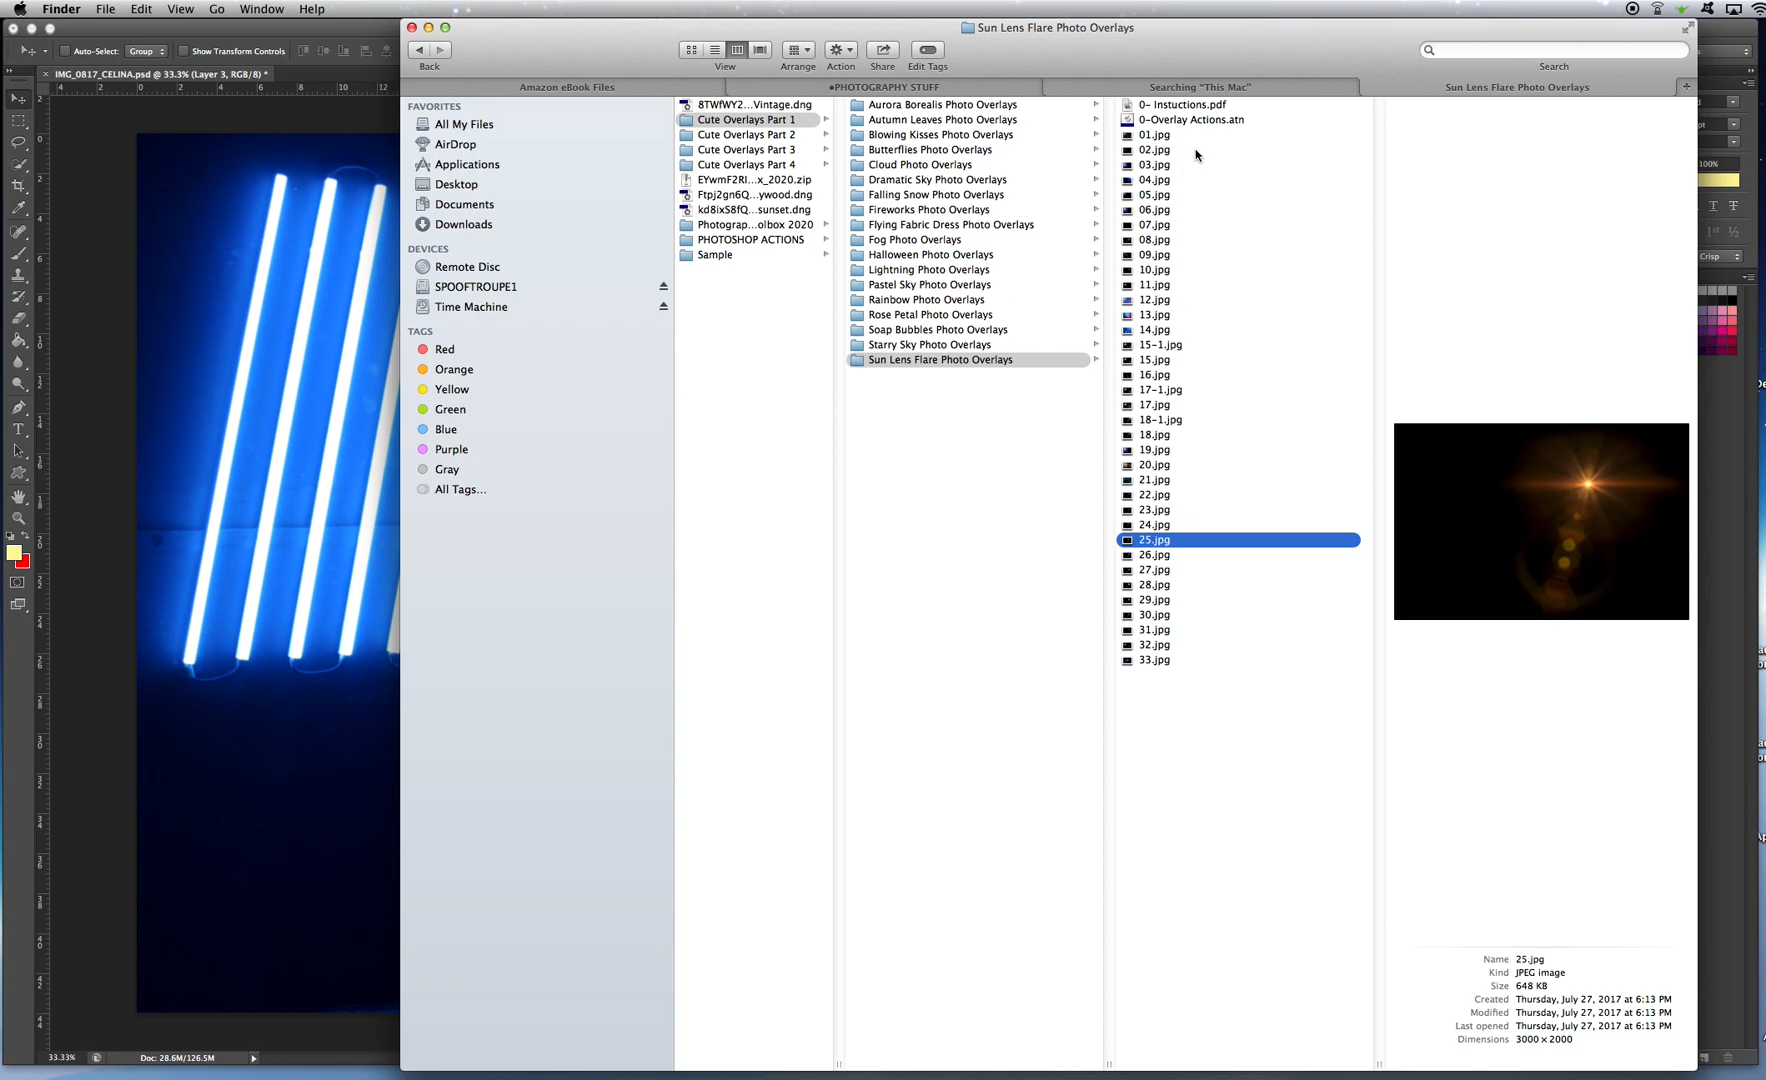 Finder File Edit View Go Window Help
Auto-Select: Group Show Transform Controls
IMG_0817_CELINA.psd @ 33.3% (Layer 3, RGB/8) *
Sun Lens Flare Photo Overlays
Back View Arrange Action Share Edit Tags Search
Search
Amazon eBook Files
•PHOTOGRAPHY STUFF
Searching “This Mac”
Sun Lens Flare Photo Overlays
FAVORITES
All My Files
AirDrop
Applications
Desktop
Documents
Downloads
DEVICES
Remote Disc
SPOOFTROUPE1
Time Machine
TAGS
Red
Orange
Yellow
Green
Blue
Purple
Gray
All Tags...
8TWfWY2...Vintage.dng
Cute Overlays Part 1
Cute Overlays Part 2
Cute Overlays Part 3
Cute Overlays Part 4
EYwmF2RI...x_2020.zip
Ftpj2gn6Q...ywood.dng
kd8ixS8fQ...sunset.dng
Photograp...olbox 2020
PHOTOSHOP ACTIONS
Sample
Aurora Borealis Photo Overlays
Autumn Leaves Photo Overlays
Blowing Kisses Photo Overlays
Butterflies Photo Overlays
Cloud Photo Overlays
Dramatic Sky Photo Overlays
Falling Snow Photo Overlays
Fireworks Photo Overlays
Flying Fabric Dress Photo Overlays
Fog Photo Overlays
Halloween Photo Overlays
Lightning Photo Overlays
Pastel Sky Photo Overlays
Rainbow Photo Overlays
Rose Petal Photo Overlays
Soap Bubbles Photo Overlays
Starry Sky Photo Overlays
Sun Lens Flare Photo Overlays
0- Instuctions.pdf
0-Overlay Actions.atn
01.jpg
02.jpg
03.jpg
04.jpg
05.jpg
06.jpg
07.jpg
08.jpg
09.jpg
10.jpg
11.jpg
12.jpg
13.jpg
14.jpg
15-1.jpg
15.jpg
16.jpg
17-1.jpg
17.jpg
18-1.jpg
18.jpg
19.jpg
20.jpg
21.jpg
22.jpg
23.jpg
24.jpg
25.jpg
26.jpg
27.jpg
28.jpg
29.jpg
30.jpg
31.jpg
32.jpg
33.jpg
Name 25.jpg
Kind JPEG image
Size 648 KB
Created Thursday, July 27, 2017 at 6:13 PM
Modified Thursday, July 27, 2017 at 6:13 PM
Last opened Thursday, July 27, 2017 at 6:13 PM
Dimensions 3000 × 2000
100%
Crisp
33.33% Doc: 28.6M/126.5M